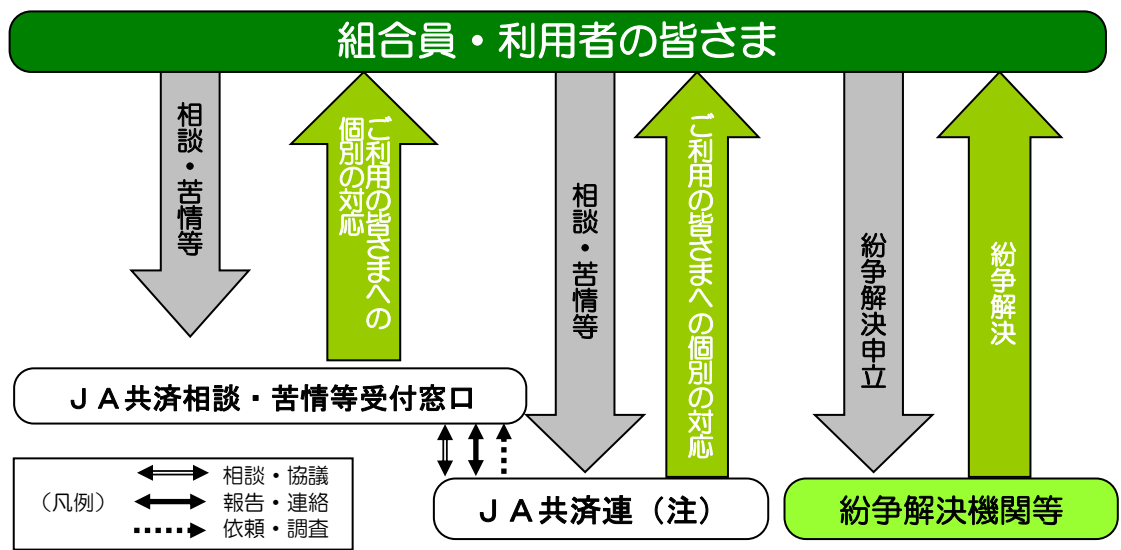 組合員・利用者の皆さま
相談・苦情等
ご利用の皆さまへの
個別の対応
相談・苦情等
ご利用の皆さまへの個別の対応
紛争解決申立
紛争解決
ＪＡ共済相談・苦情等受付窓口
（凡例）
相談・協議
報告・連絡
依頼・調査
ＪＡ共済連（注）
紛争解決機関等